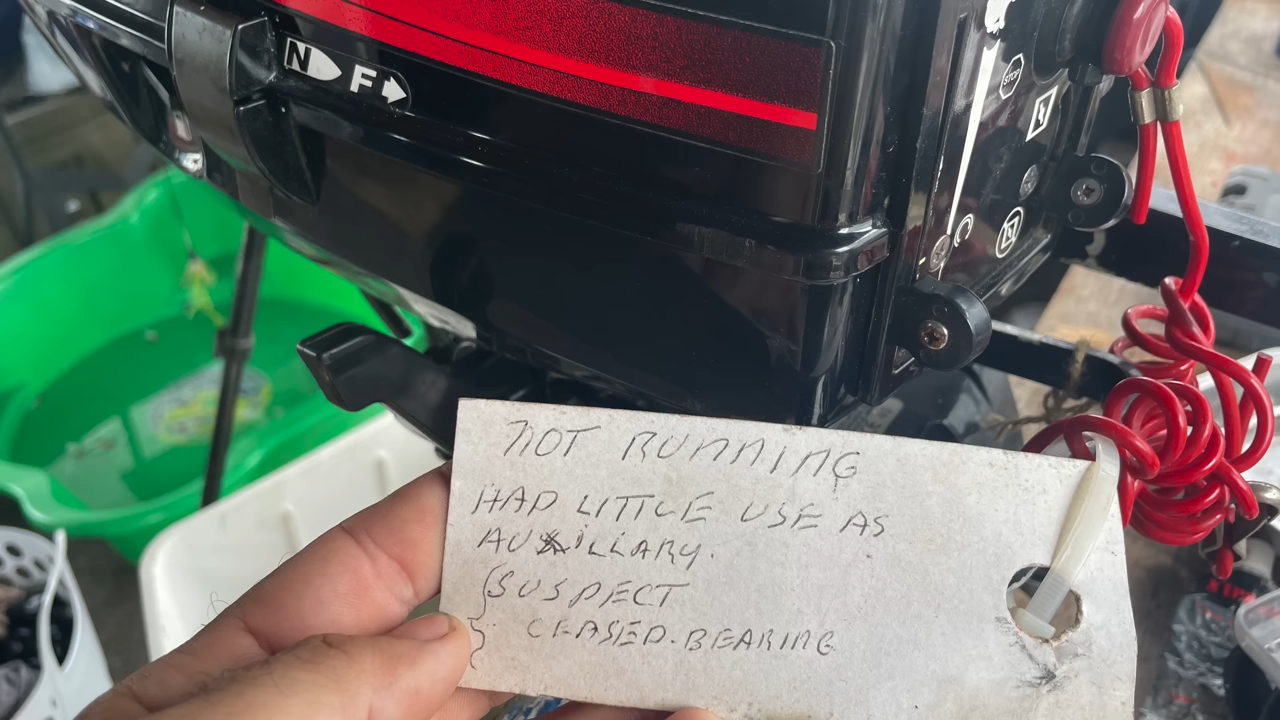 N F
STOP
C
NOT RUNNING
HAD LITTLE USE AS
AUXILLARY.
SUSPECT
CEASED. BEARING